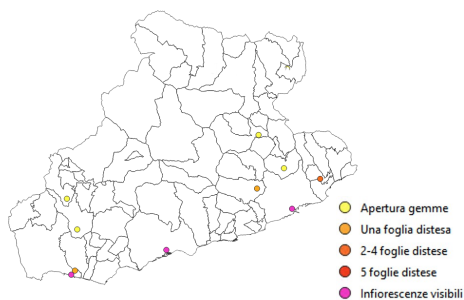 Apertura gemme
Una foglia distesa
2-4 foglie distese
5 foglie distese
Infiorescenze visibili